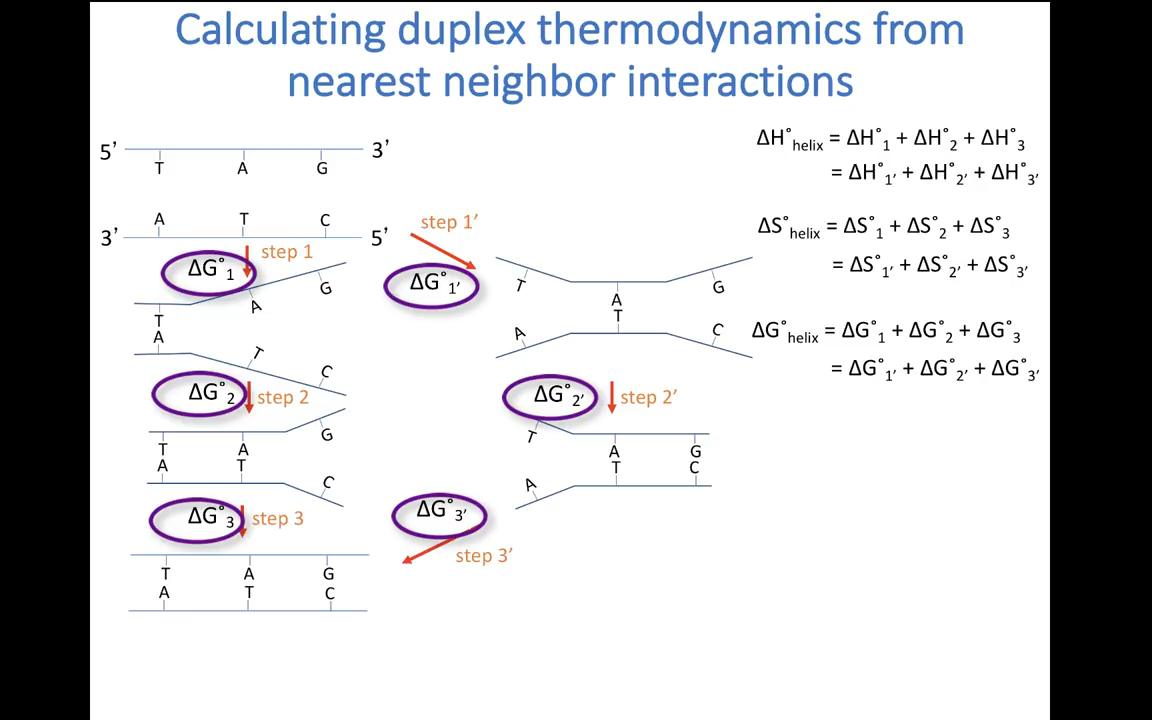 Calculating duplex thermodynamics from
nearest neighbor interactions
5’ 3’
T A G
A T C
3’ 5’
step 1
ΔG°1
A G
T
A
T C
ΔG°2
step 2
G
T A
A T
C
ΔG°3
step 3
T A G
A T C
step 1’
ΔG°1’
T G
A
T
A C
ΔG°2’
step 2’
T
A G
T C
A
ΔG°3’
step 3’
ΔH°helix = ΔH°1 + ΔH°2 + ΔH°3
= ΔH°1’ + ΔH°2’ + ΔH°3’
ΔS°helix = ΔS°1 + ΔS°2 + ΔS°3
= ΔS°1’ + ΔS°2’ + ΔS°3’
ΔG°helix = ΔG°1 + ΔG°2 + ΔG°3
= ΔG°1’ + ΔG°2’ + ΔG°3’